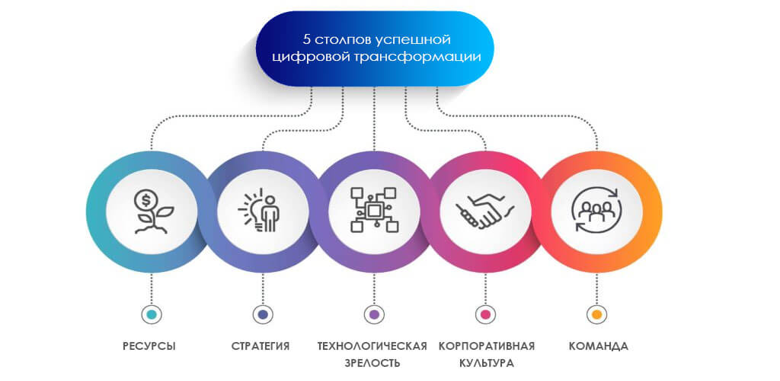 5 столпов успешной
цифровой трансформации
$
РЕСУРСЫ
СТРАТЕГИЯ
ТЕХНОЛОГИЧЕСКАЯ
ЗРЕЛОСТЬ
КОРПОРАТИВНАЯ
КУЛЬТУРА
КОМАНДА